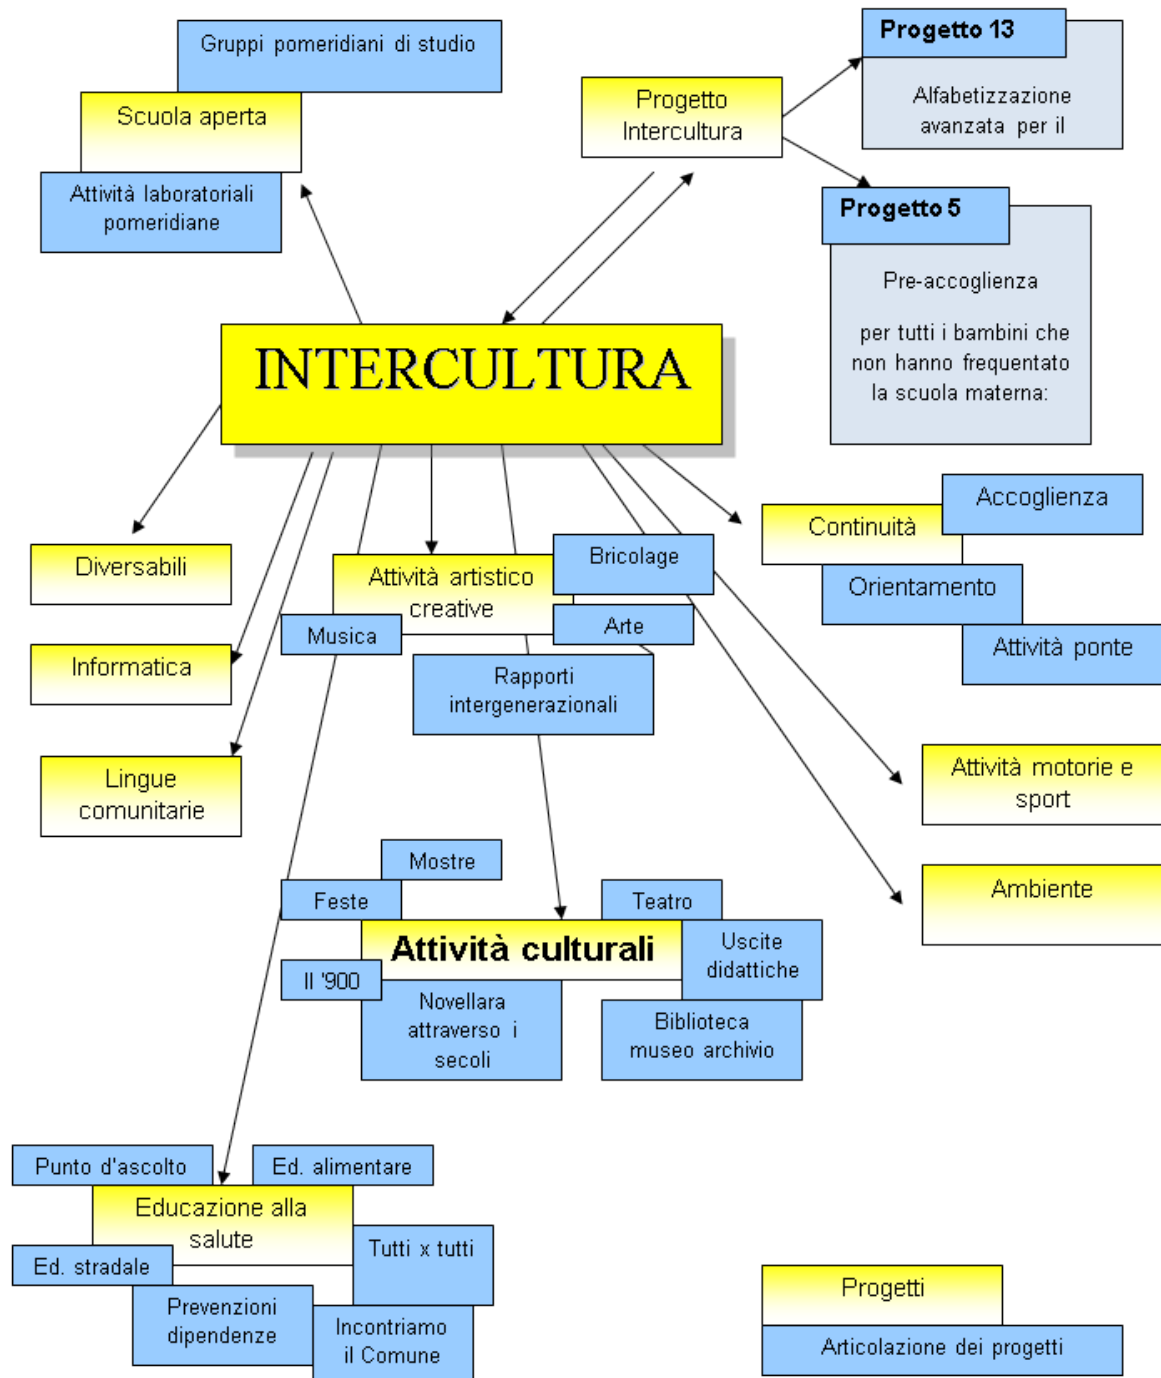 Gruppi pomeridiani di studio
Scuola aperta
Attività laboratoriali
pomeridiane
Progetto
Intercultura
Progetto 13
Alfabetizzazione
avanzata per il
Progetto 5
Pre-accoglienza
per tutti i bambini che
non hanno frequentato
la scuola materna:
INTERCULTURA
Diversabili
Informatica
Lingue
comunitarie
Attività artistico
creative
Bricolage
Musica
Arte
Rapporti
intergenerazionali
Continuità
Accoglienza
Orientamento
Attività ponte
Attività motorie e
sport
Ambiente
Mostre
Feste
Teatro
Attività culturali
Il '900
Uscite
didattiche
Novellara
attraverso i
secoli
Biblioteca
museo archivio
Punto d'ascolto
Ed. alimentare
Educazione alla
salute
Ed. stradale
Tutti x tutti
Prevenzioni
dipendenze
Incontriamo
il Comune
Progetti
Articolazione dei progetti